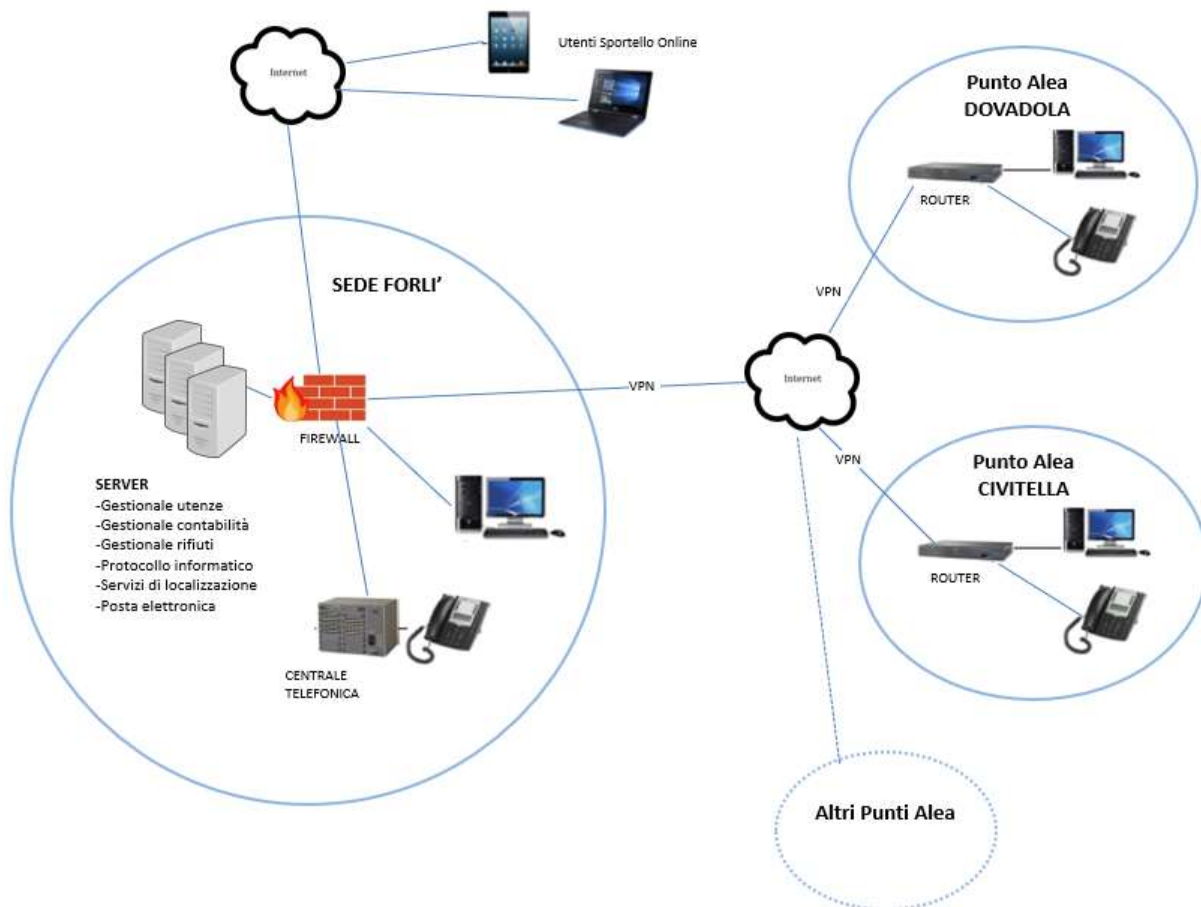 Internet
Utenti Sportello Online
Punto Alea
DOVADOLA
ROUTER
SEDE FORLI’
VPN
Internet
VPN
FIREWALL
VPN
Punto Alea
CIVITELLA
SERVER
-Gestionale utenze
-Gestionale contabilità
-Gestionale rifiuti
-Protocollo informatico
-Servizi di localizzazione
-Posta elettronica
ROUTER
CENTRALE
TELEFONICA
Altri Punti Alea